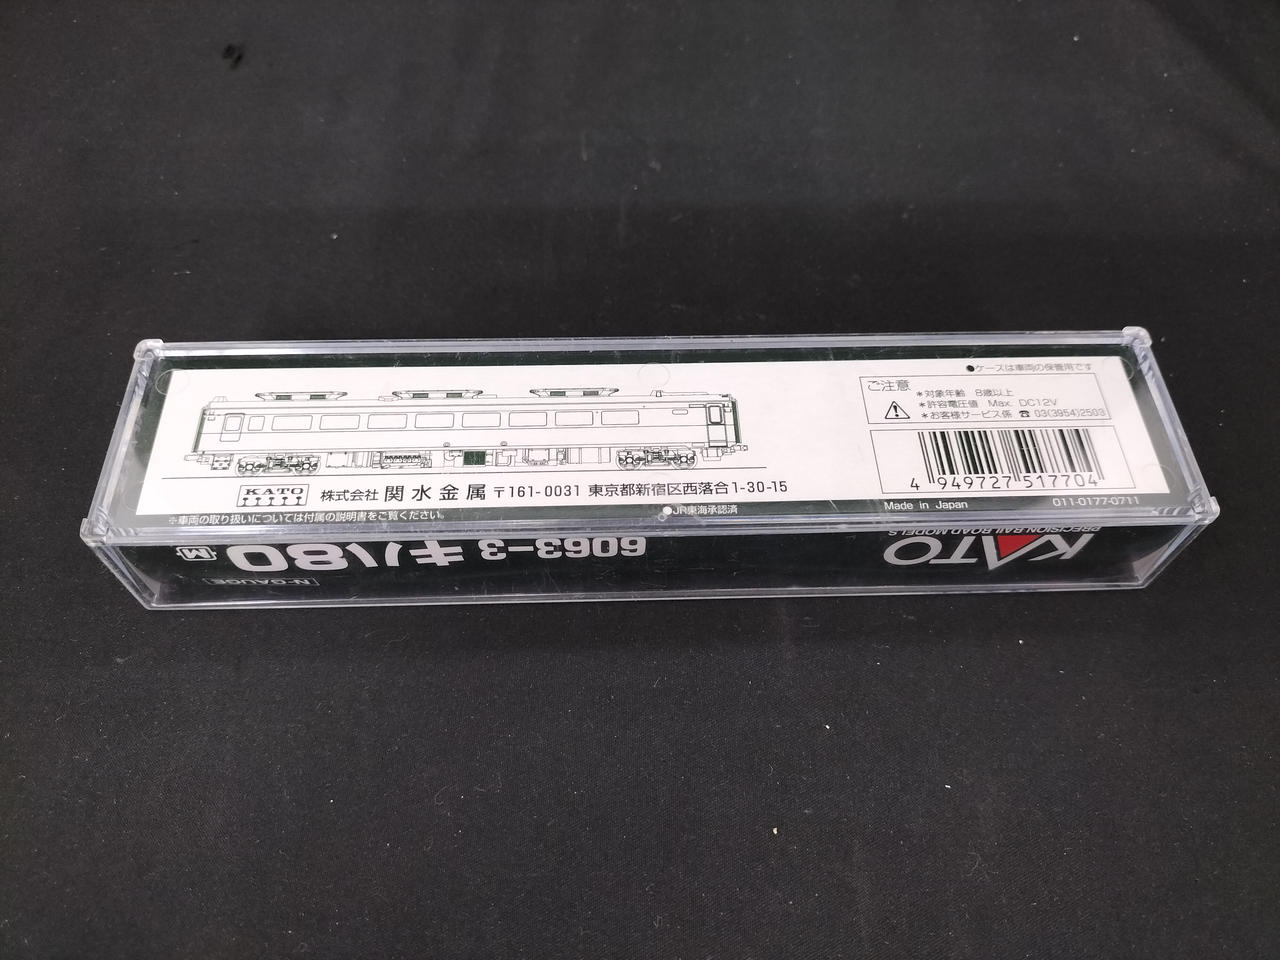 ●ケースは車両の保管用です
ご注意
*対象年齢 8歳以上
*許容電圧値 Max. DC12V
*お客様サービス係 ☎ 03(3954)2503
4 949727 517704
KATO
株式会社 関水金属 〒161-0031 東京都新宿区西落合1-30-15
Made in Japan
011-0177-0711
※車両の取り扱いについては付属の説明書をご覧ください。
●JR東海承認済
KATO
PRECISION RAILROAD MODELS
6063-3 キハ80 M
N-GAUGE